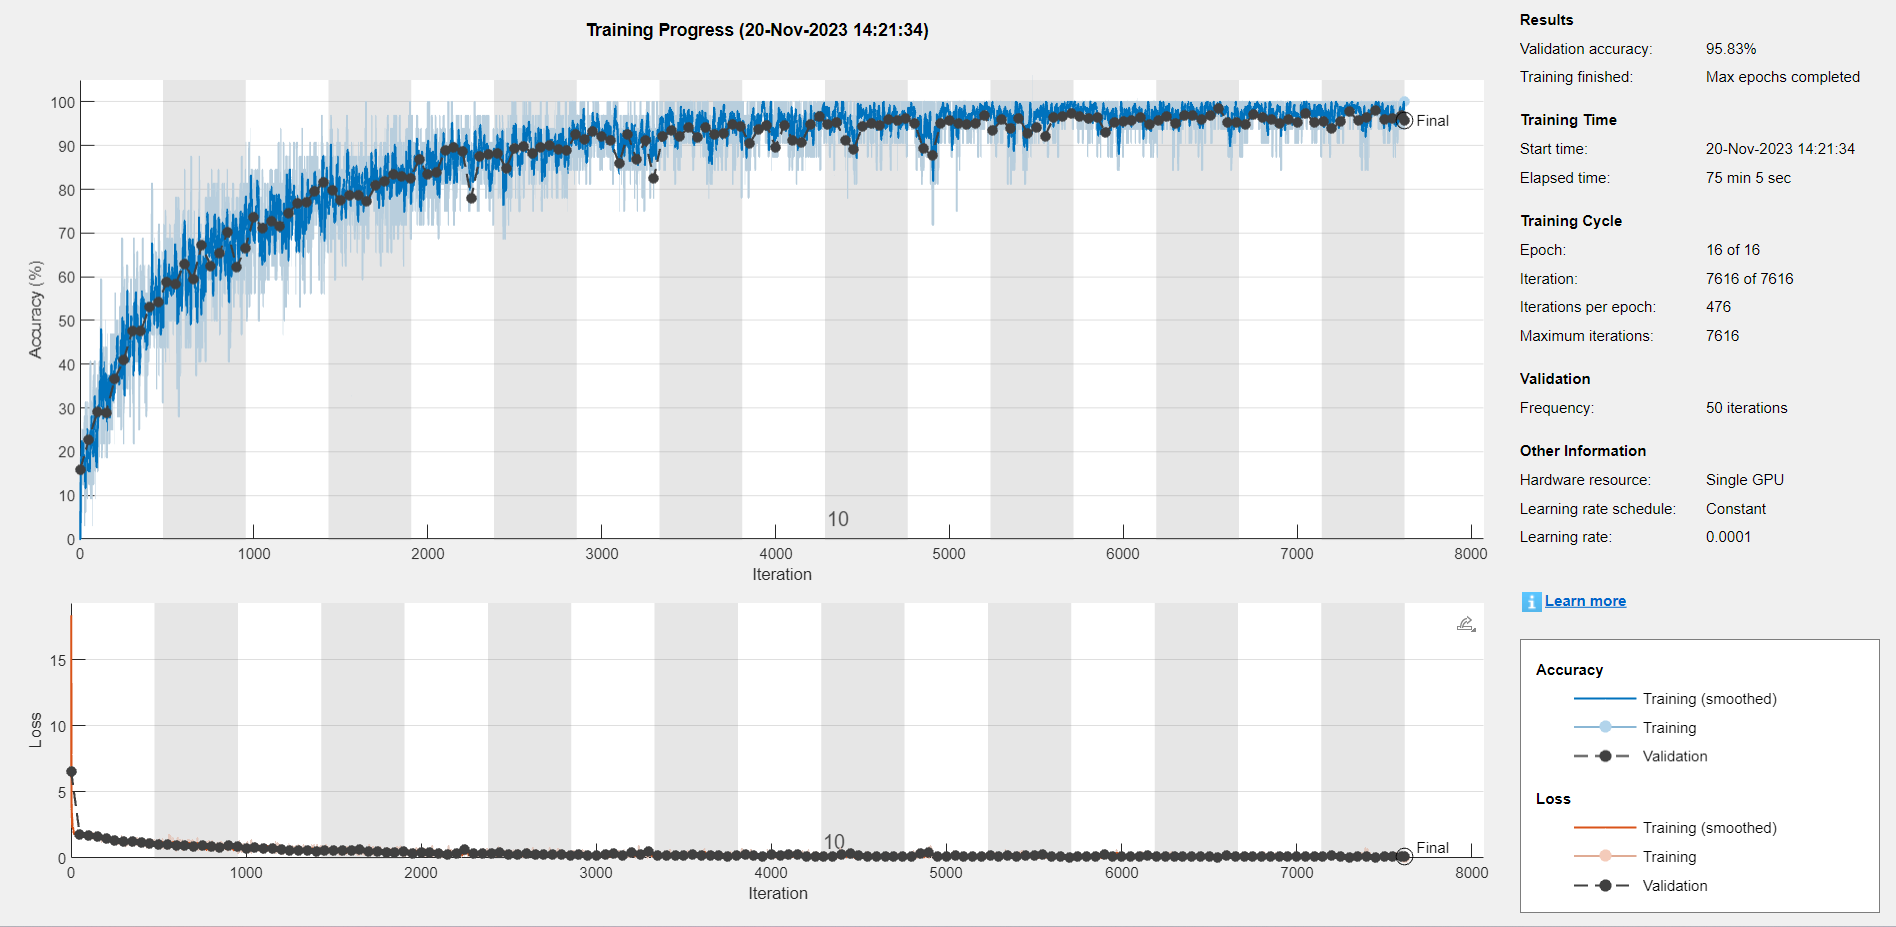 Training Progress (20-Nov-2023 14:21:34)
Accuracy (%)
100
90
80
70
60
50
40
30
20
10
0
10
Final
0 1000 2000 3000 4000 5000 6000 7000 8000
Iteration
Loss
15
10
5
0
10
Final
0 1000 2000 3000 4000 5000 6000 7000 8000
Iteration
Results
Validation accuracy: 95.83%
Training finished: Max epochs completed
Training Time
Start time: 20-Nov-2023 14:21:34
Elapsed time: 75 min 5 sec
Training Cycle
Epoch: 16 of 16
Iteration: 7616 of 7616
Iterations per epoch: 476
Maximum iterations: 7616
Validation
Frequency: 50 iterations
Other Information
Hardware resource: Single GPU
Learning rate schedule: Constant
Learning rate: 0.0001
i Learn more
Accuracy
Training (smoothed)
Training
Validation
Loss
Training (smoothed)
Training
Validation